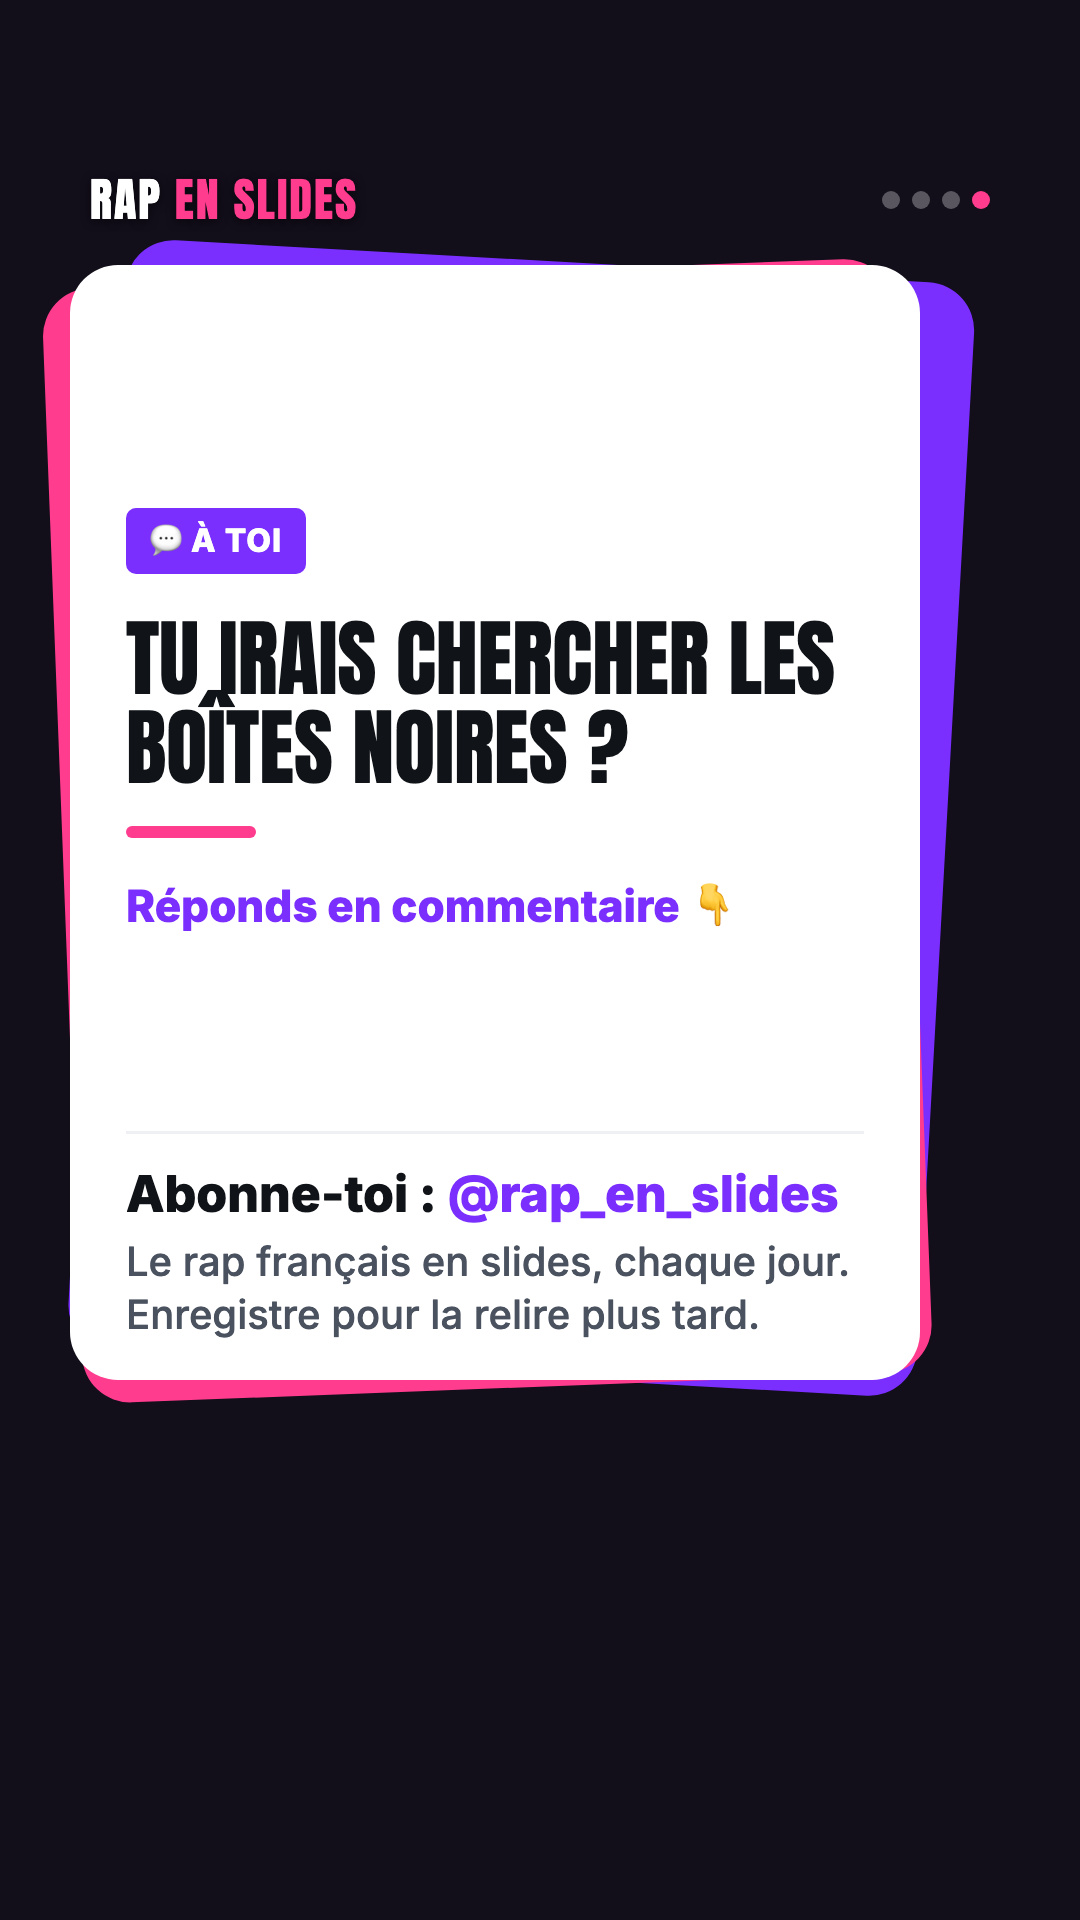 RAP EN SLIDES
💬 À TOI
TU IRAIS CHERCHER LES
BOÎTES NOIRES ?
Réponds en commentaire 👇
Abonne-toi : @rap_en_slides
Le rap français en slides, chaque jour.
Enregistre pour la relire plus tard.